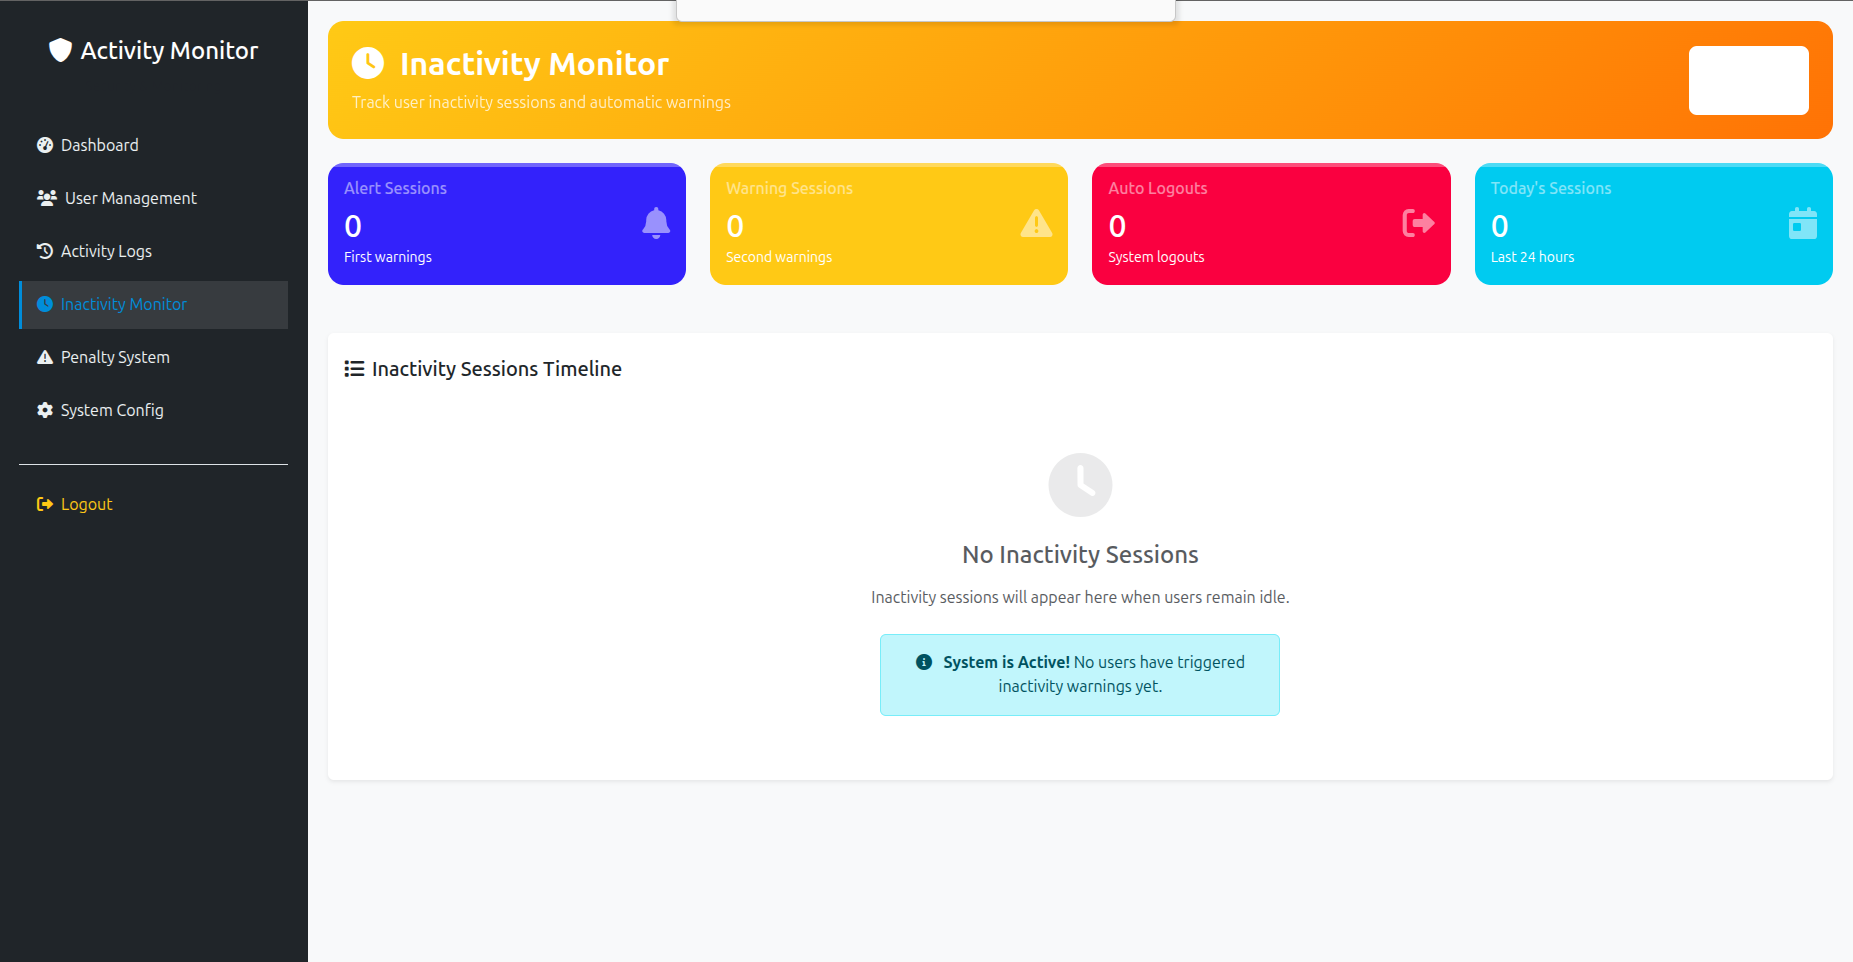 Activity Monitor
Dashboard
User Management
Activity Logs
Inactivity Monitor
Penalty System
System Config
Logout
Inactivity Monitor
Track user inactivity sessions and automatic warnings
Alert Sessions
0
First warnings
Warning Sessions
0
Second warnings
Auto Logouts
0
System logouts
Today's Sessions
0
Last 24 hours
Inactivity Sessions Timeline
No Inactivity Sessions
Inactivity sessions will appear here when users remain idle.
System is Active! No users have triggered
inactivity warnings yet.